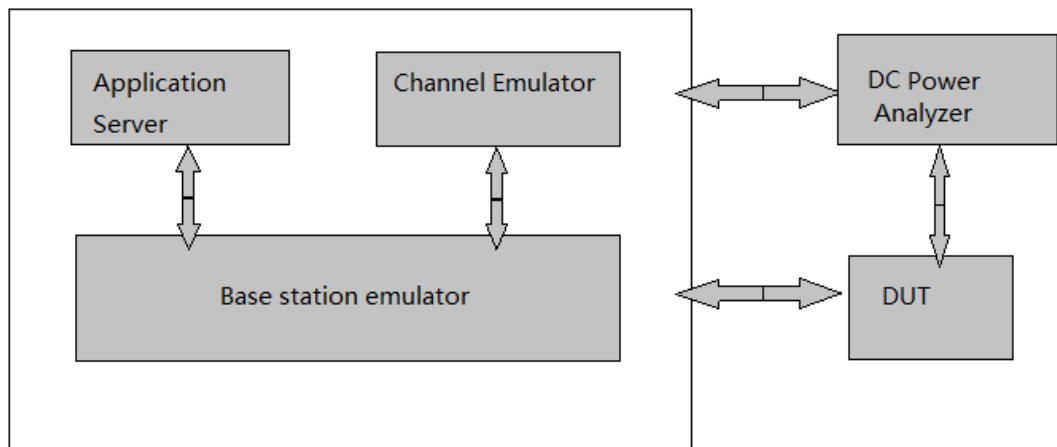 Application
Server
Channel Emulator
DC Power
Analyzer
Base station emulator
DUT